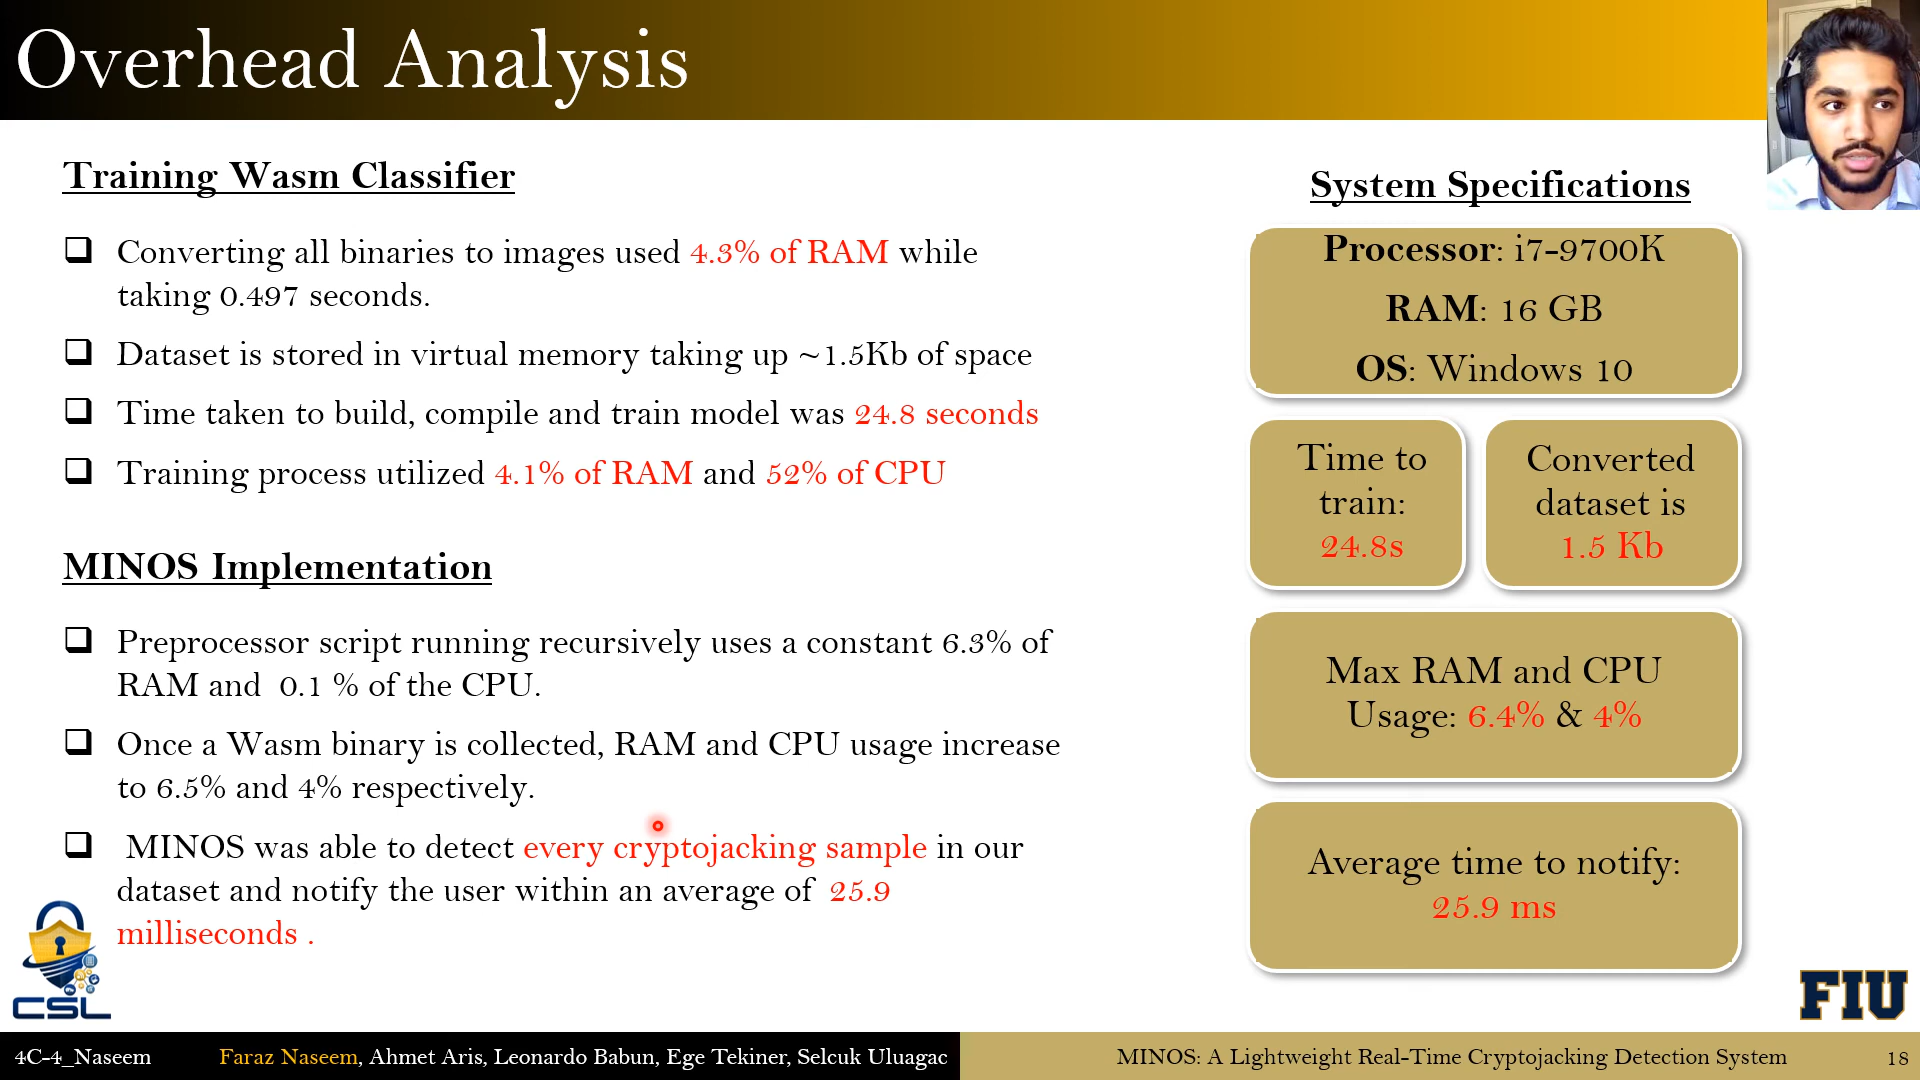 Overhead Analysis
Training Wasm Classifier
Converting all binaries to images used 4.3% of RAM while
taking 0.497 seconds.
Dataset is stored in virtual memory taking up ~1.5Kb of space
Time taken to build, compile and train model was 24.8 seconds
Training process utilized 4.1% of RAM and 52% of CPU
MINOS Implementation
Preprocessor script running recursively uses a constant 6.3% of
RAM and 0.1 % of the CPU.
Once a Wasm binary is collected, RAM and CPU usage increase
to 6.5% and 4% respectively.
MINOS was able to detect every cryptojacking sample in our
dataset and notify the user within an average of 25.9
milliseconds .
System Specifications
Processor: i7-9700K
RAM: 16 GB
OS: Windows 10
Time to
train:
24.8s
Converted
dataset is
1.5 Kb
Max RAM and CPU
Usage: 6.4% & 4%
Average time to notify:
25.9 ms
CSL
FIU
4C-4_Naseem
Faraz Naseem, Ahmet Aris, Leonardo Babun, Ege Tekiner, Selcuk Uluagac
MINOS: A Lightweight Real-Time Cryptojacking Detection System
18